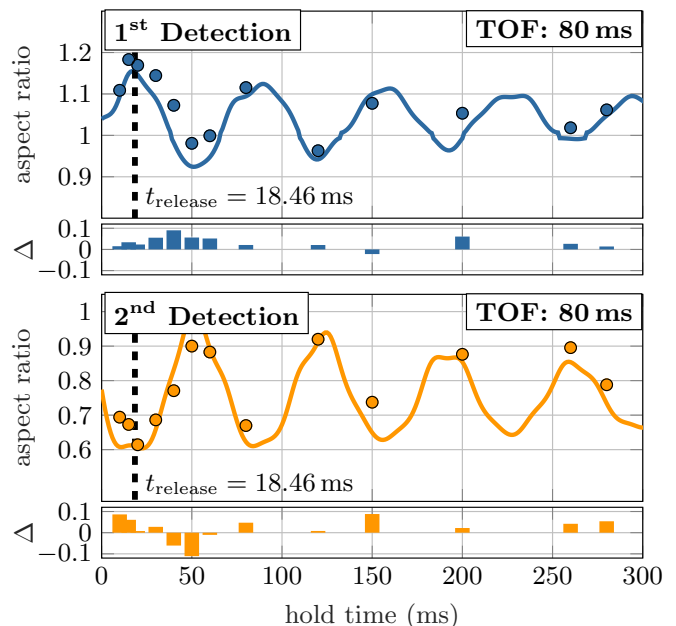 1st Detection
TOF: 80 ms
1.2
1.1
1
0.9
aspect ratio
t_release = 18.46 ms
0.1
0
−0.1
Δ
2nd Detection
TOF: 80 ms
1
0.9
0.8
0.7
0.6
aspect ratio
t_release = 18.46 ms
0.1
0
−0.1
Δ
0 50 100 150 200 250 300
hold time (ms)